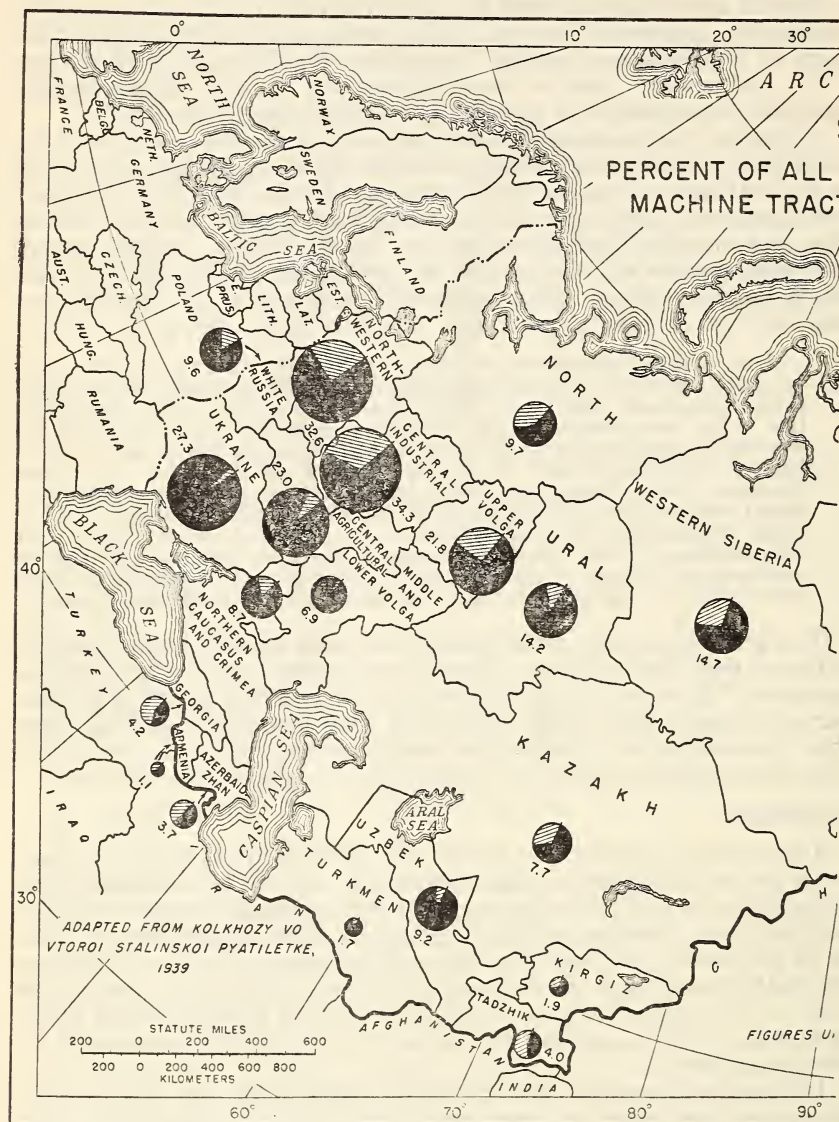 0°
10°
20°
30°
NORTH
SEA
ARC
FRANCE
BELG.
NETH.
GERMANY
NORWAY
SWEDEN
PERCENT OF ALL
MACHINE TRACT
BALTIC
SEA
FINLAND
AUST.
CZECH.
POLAND
E.
PRUS.
LITH.
LAT.
EST.
HUNG.
NORTH-
WESTERN
9.6
WHITE
RUSSIA
RUMANIA
NORTH
UKRAINE
32.6
9.7
27.3
23.0
CENTRAL
INDUSTRIAL
34.3
UPPER
VOLGA
21.8
WESTERN SIBERIA
URAL
BLACK
SEA
CENTRAL
AGRICULTURAL
MIDDLE
AND
LOWER VOLGA
40°
8.7
6.9
14.2
14.7
TURKEY
NORTHERN
CAUCASUS
AND CRIMEA
GEORGIA
4.2
ARMENIA
AZERBAID-
ZHAN
1.1
3.7
CASPIAN SEA
KAZAKH
IRAQ
ARAL
SEA
UZBEK
7.7
TURKMEN
30°
I R A N
9.2
1.7
C H
ADAPTED FROM KOLKHOZY VO
VTOROI STALINSKOI PYATILETKE,
1939
KIRGIZ
1.9
TADZHIK
STATUTE MILES
200 0 200 400 600
200 0 200 400 600 800
KILOMETERS
AFGHANISTAN
4.0
INDIA
FIGURES U
60°
70°
80°
90°